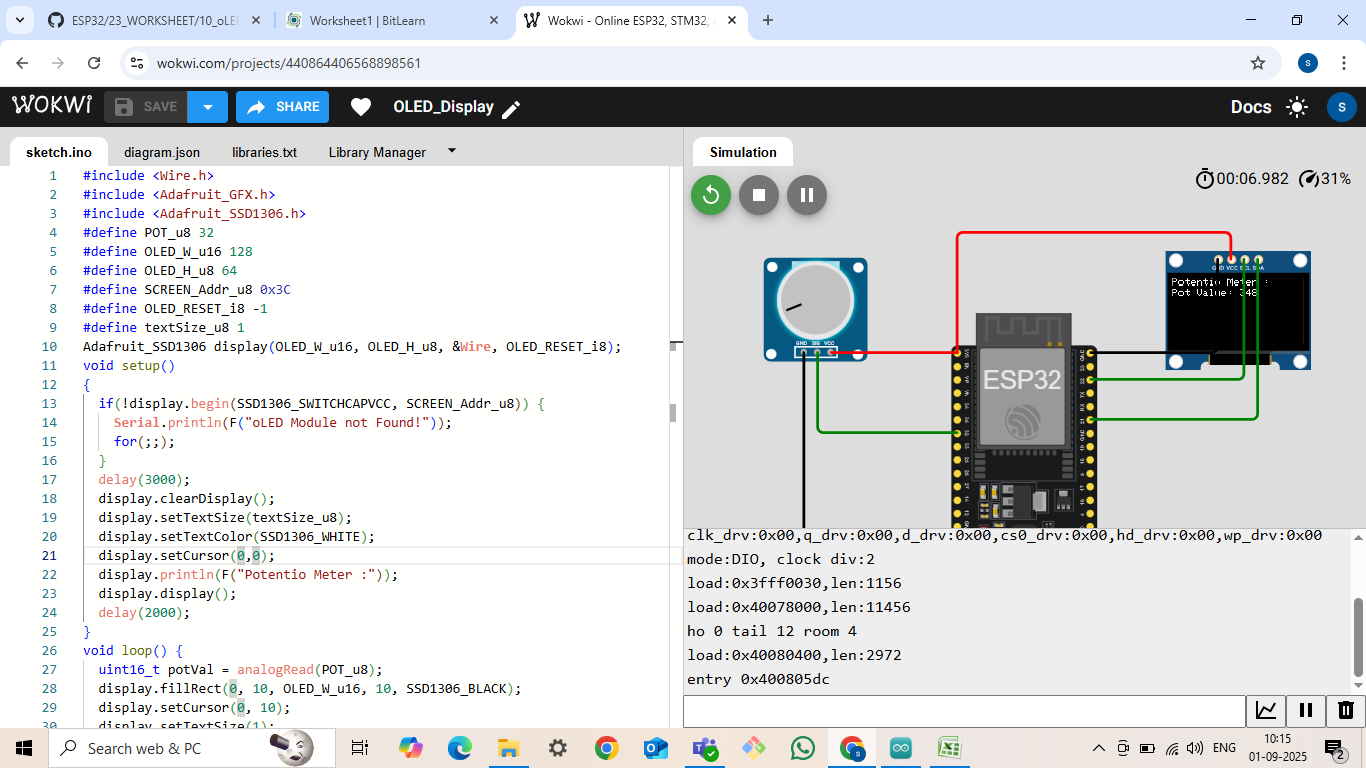 ESP32/23_WORKSHEET/10_oLE
Worksheet1 | BitLearn
Wokwi - Online ESP32, STM32,
wokwi.com/projects/440864406568898561
S
WOKWI
SAVE
SHARE
OLED_Display
Docs
S
sketch.ino
diagram.json
libraries.txt
Library Manager
1 #include <Wire.h>
2 #include <Adafruit_GFX.h>
3 #include <Adafruit_SSD1306.h>
4 #define POT_u8 32
5 #define OLED_W_u16 128
6 #define OLED_H_u8 64
7 #define SCREEN_Addr_u8 0x3C
8 #define OLED_RESET_i8 -1
9 #define textSize_u8 1
10 Adafruit_SSD1306 display(OLED_W_u16, OLED_H_u8, &Wire, OLED_RESET_i8);
11 void setup()
12 {
13 if(!display.begin(SSD1306_SWITCHCAPVCC, SCREEN_Addr_u8)) {
14 Serial.println(F("oLED Module not Found!"));
15 for(;;);
16 }
17 delay(3000);
18 display.clearDisplay();
19 display.setTextSize(textSize_u8);
20 display.setTextColor(SSD1306_WHITE);
21 display.setCursor(0,0);
22 display.println(F("Potentio Meter :"));
23 display.display();
24 delay(2000);
25 }
26 void loop() {
27 uint16_t potVal = analogRead(POT_u8);
28 display.fillRect(0, 10, OLED_W_u16, 10, SSD1306_BLACK);
29 display.setCursor(0, 10);
30 display.setTextSize(1);
Simulation
00:06.982
31%
GND SIG VCC
GND VCC SCL SDA
Potentio Meter :
Pot Value: 348
ESP32
clk_drv:0x00,q_drv:0x00,d_drv:0x00,cs0_drv:0x00,hd_drv:0x00,wp_drv:0x00
mode:DIO, clock div:2
load:0x3fff0030,len:1156
load:0x40078000,len:11456
ho 0 tail 12 room 4
load:0x40080400,len:2972
entry 0x400805dc
Search web & PC
ENG
10:15
01-09-2025
2